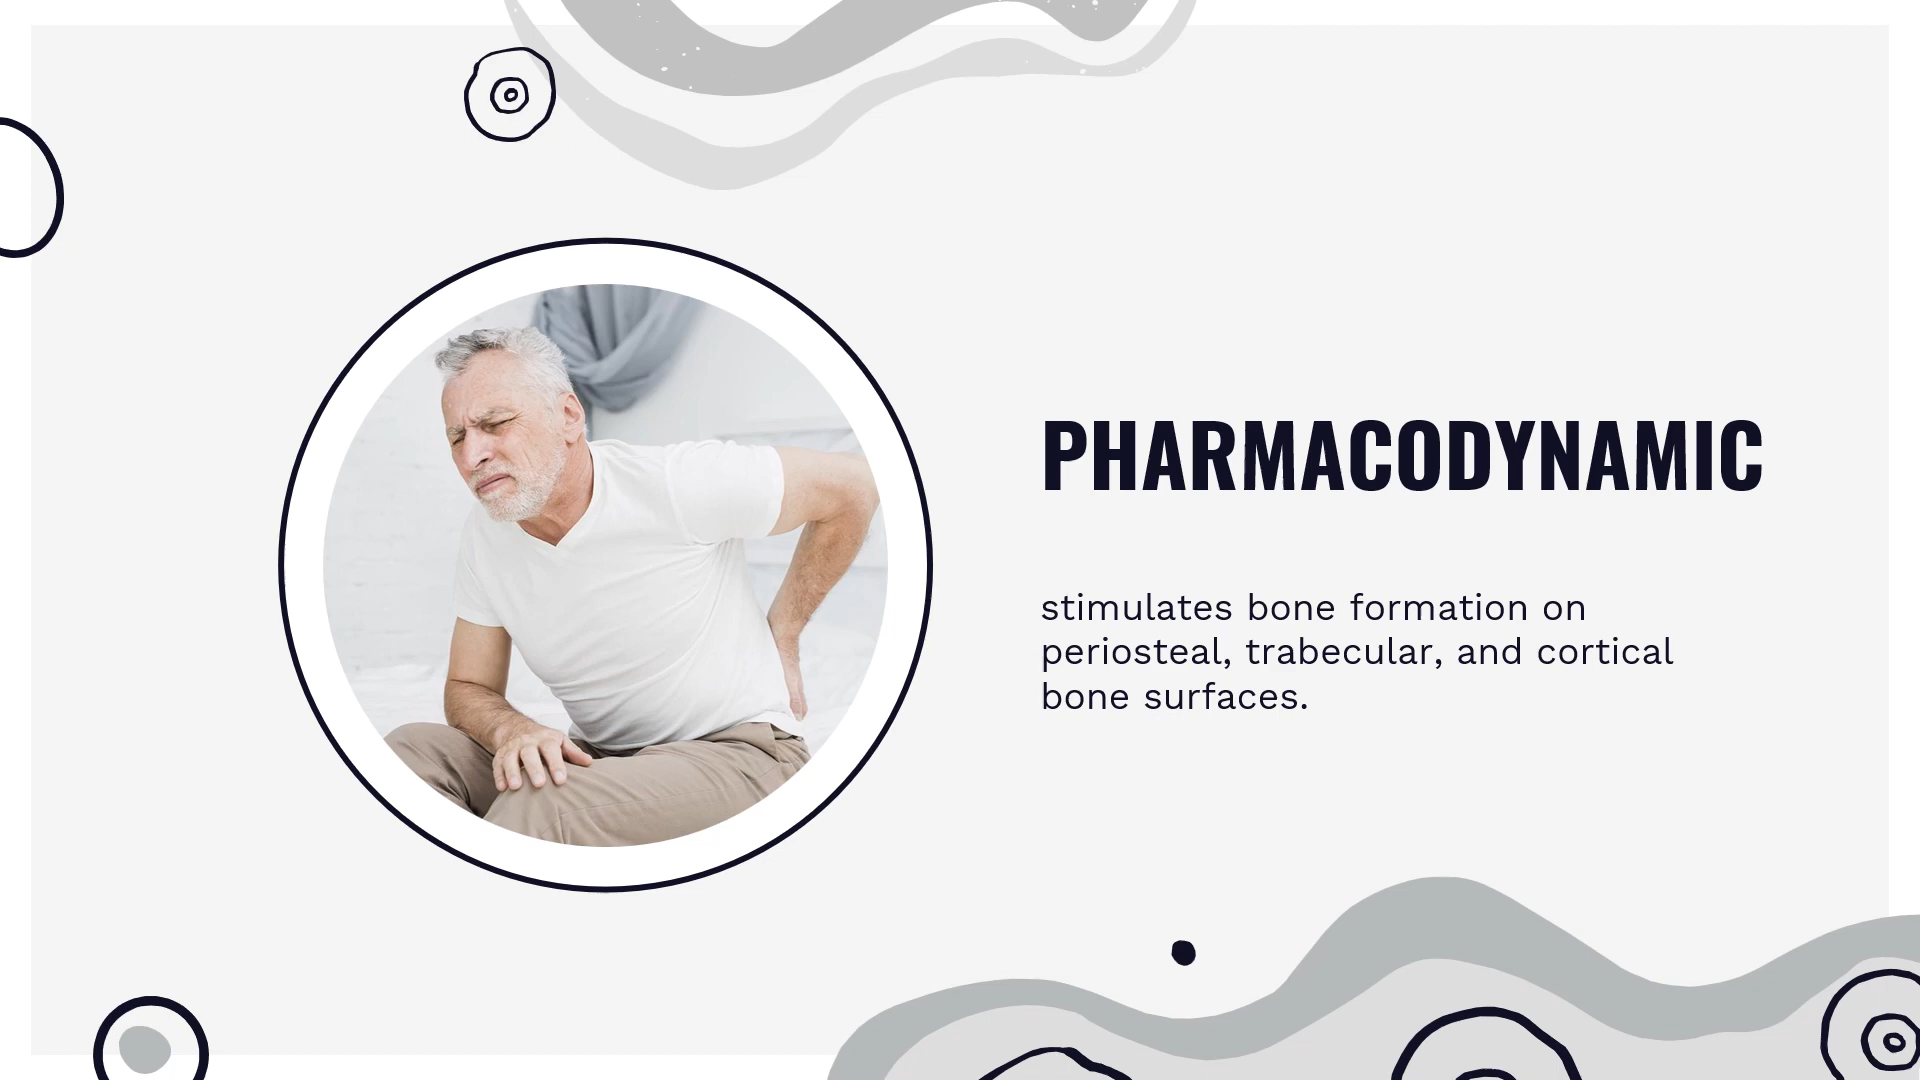 PHARMACODYNAMIC
stimulates bone formation on
periosteal, trabecular, and cortical
bone surfaces.